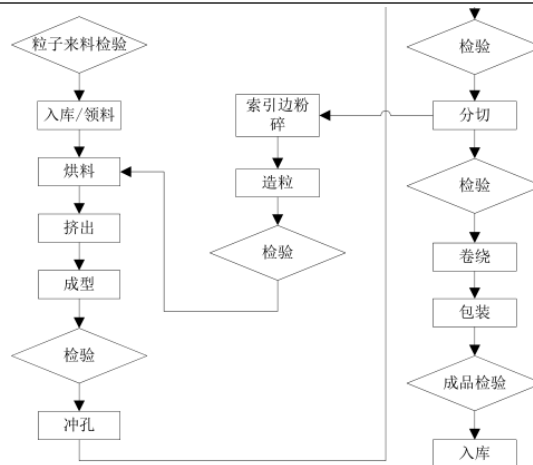 粒子来料检验
入库/领料
烘料
挤出
成型
检验
冲孔
索引边粉
碎
造粒
检验
检验
分切
检验
卷绕
包装
成品检验
入库